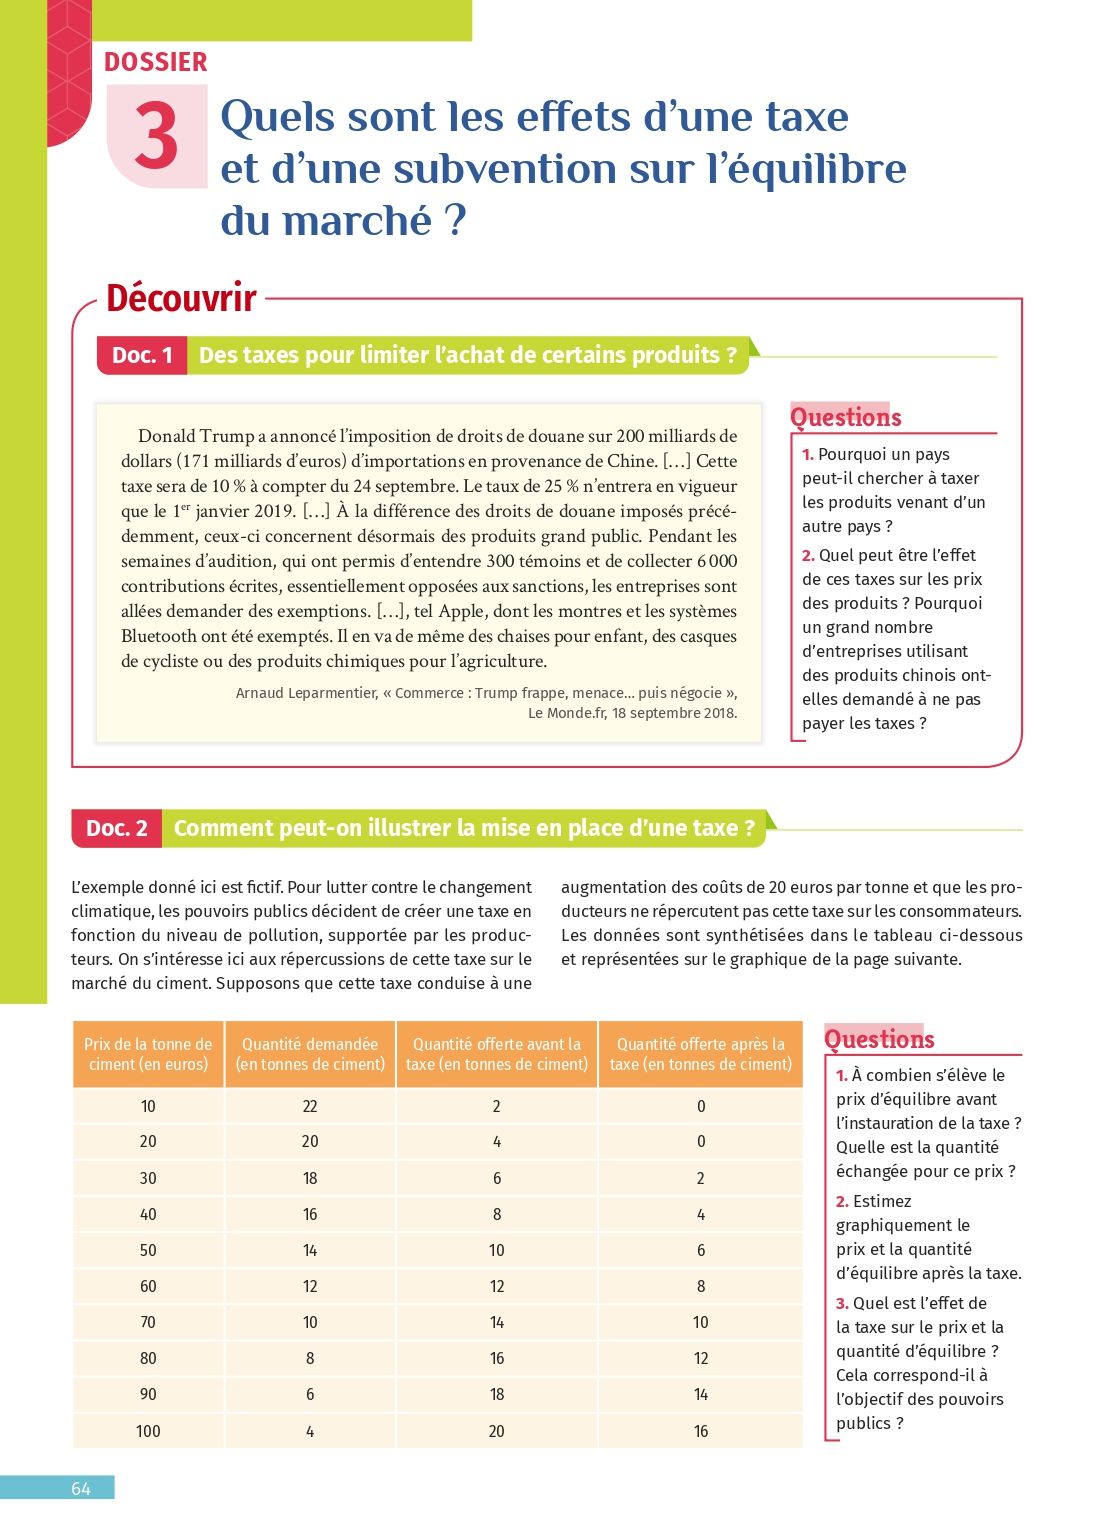 DOSSIER
3
Quels sont les effets d’une taxe
et d’une subvention sur l’équilibre
du marché ?
Découvrir
Doc. 1 Des taxes pour limiter l’achat de certains produits ?
Donald Trump a annoncé l’imposition de droits de douane sur 200 milliards de
dollars (171 milliards d’euros) d’importations en provenance de Chine. […] Cette
taxe sera de 10 % à compter du 24 septembre. Le taux de 25 % n’entrera en vigueur
que le 1er janvier 2019. […] À la différence des droits de douane imposés précé-
demment, ceux-ci concernent désormais des produits grand public. Pendant les
semaines d’audition, qui ont permis d’entendre 300 témoins et de collecter 6 000
contributions écrites, essentiellement opposées aux sanctions, les entreprises sont
allées demander des exemptions. […], tel Apple, dont les montres et les systèmes
Bluetooth ont été exemptés. Il en va de même des chaises pour enfant, des casques
de cycliste ou des produits chimiques pour l’agriculture.
Arnaud Leparmentier, « Commerce : Trump frappe, menace… puis négocie »,
Le Monde.fr, 18 septembre 2018.
Questions
1. Pourquoi un pays
peut-il chercher à taxer
les produits venant d’un
autre pays ?
2. Quel peut être l’effet
de ces taxes sur les prix
des produits ? Pourquoi
un grand nombre
d’entreprises utilisant
des produits chinois ont-
elles demandé à ne pas
payer les taxes ?
Doc. 2 Comment peut-on illustrer la mise en place d’une taxe ?
L’exemple donné ici est fictif. Pour lutter contre le changement
climatique, les pouvoirs publics décident de créer une taxe en
fonction du niveau de pollution, supportée par les produc-
teurs. On s’intéresse ici aux répercussions de cette taxe sur le
marché du ciment. Supposons que cette taxe conduise à une
augmentation des coûts de 20 euros par tonne et que les pro-
ducteurs ne répercutent pas cette taxe sur les consommateurs.
Les données sont synthétisées dans le tableau ci-dessous
et représentées sur le graphique de la page suivante.
Prix de la tonne de ciment (en euros) Quantité demandée (en tonnes de ciment) Quantité offerte avant la taxe (en tonnes de ciment) Quantité offerte après la taxe (en tonnes de ciment)
10 22 2 0
20 20 4 0
30 18 6 2
40 16 8 4
50 14 10 6
60 12 12 8
70 10 14 10
80 8 16 12
90 6 18 14
100 4 20 16
Questions
1. À combien s’élève le
prix d’équilibre avant
l’instauration de la taxe ?
Quelle est la quantité
échangée pour ce prix ?
2. Estimez
graphiquement le
prix et la quantité
d’équilibre après la taxe.
3. Quel est l’effet de
la taxe sur le prix et la
quantité d’équilibre ?
Cela correspond-il à
l’objectif des pouvoirs
publics ?
64